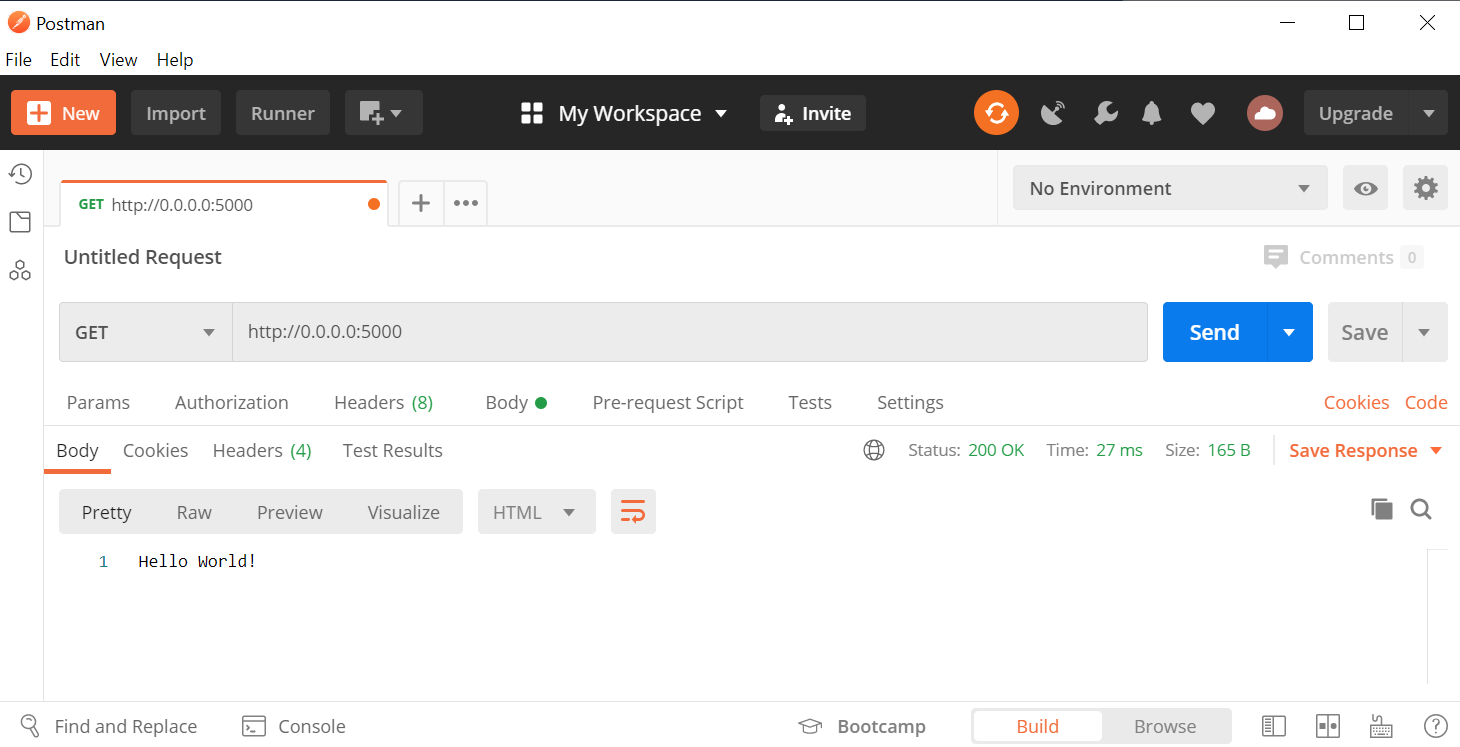 Postman
File Edit View Help
New Import Runner My Workspace Invite Upgrade
GET http://0.0.0.0:5000 No Environment
Untitled Request Comments 0
GET http://0.0.0.0:5000 Send Save
Params Authorization Headers (8) Body Pre-request Script Tests Settings Cookies Code
Body Cookies Headers (4) Test Results Status: 200 OK Time: 27 ms Size: 165 B Save Response
Pretty Raw Preview Visualize HTML
1 Hello World!
Find and Replace Console Bootcamp Build Browse